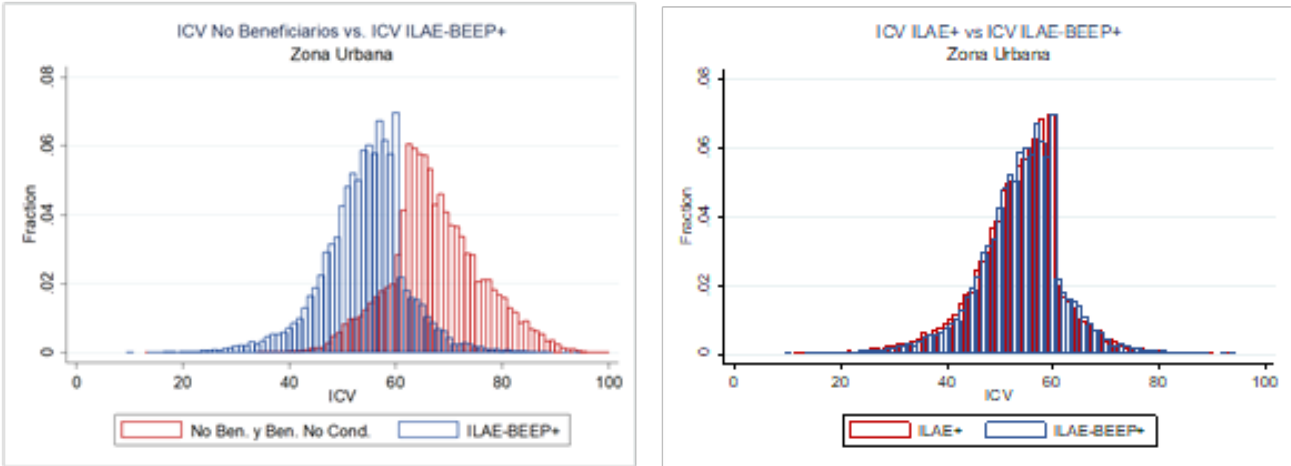 ICV No Beneficiarios vs. ICV ILAE-BEEP+
Zona Urbana
Fraction
.08
.06
.04
.02
0
0 20 40 60 80 100
ICV
No Ben. y Ben. No Cond. ILAE-BEEP+
ICV ILAE+ vs ICV ILAE-BEEP+
Zona Urbana
Fraction
.08
.06
.04
.02
0
0 20 40 60 80 100
ICV
ILAE+ ILAE-BEEP+